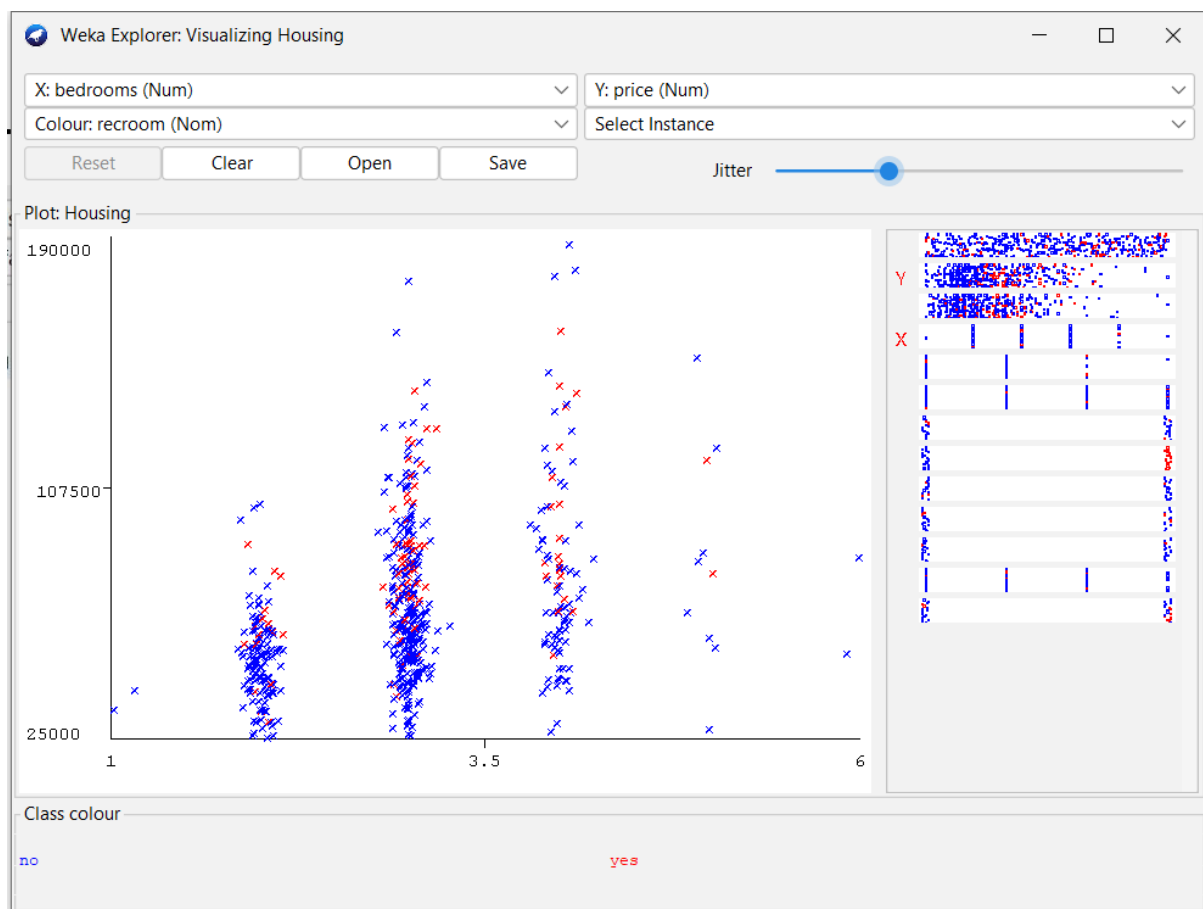 Weka Explorer: Visualizing Housing
X: bedrooms (Num)
Y: price (Num)
Colour: recroom (Nom)
Select Instance
Reset
Clear
Open
Save
Jitter
Plot: Housing
190000
107500
25000
1
3.5
6
Y
X
Class colour
no
yes